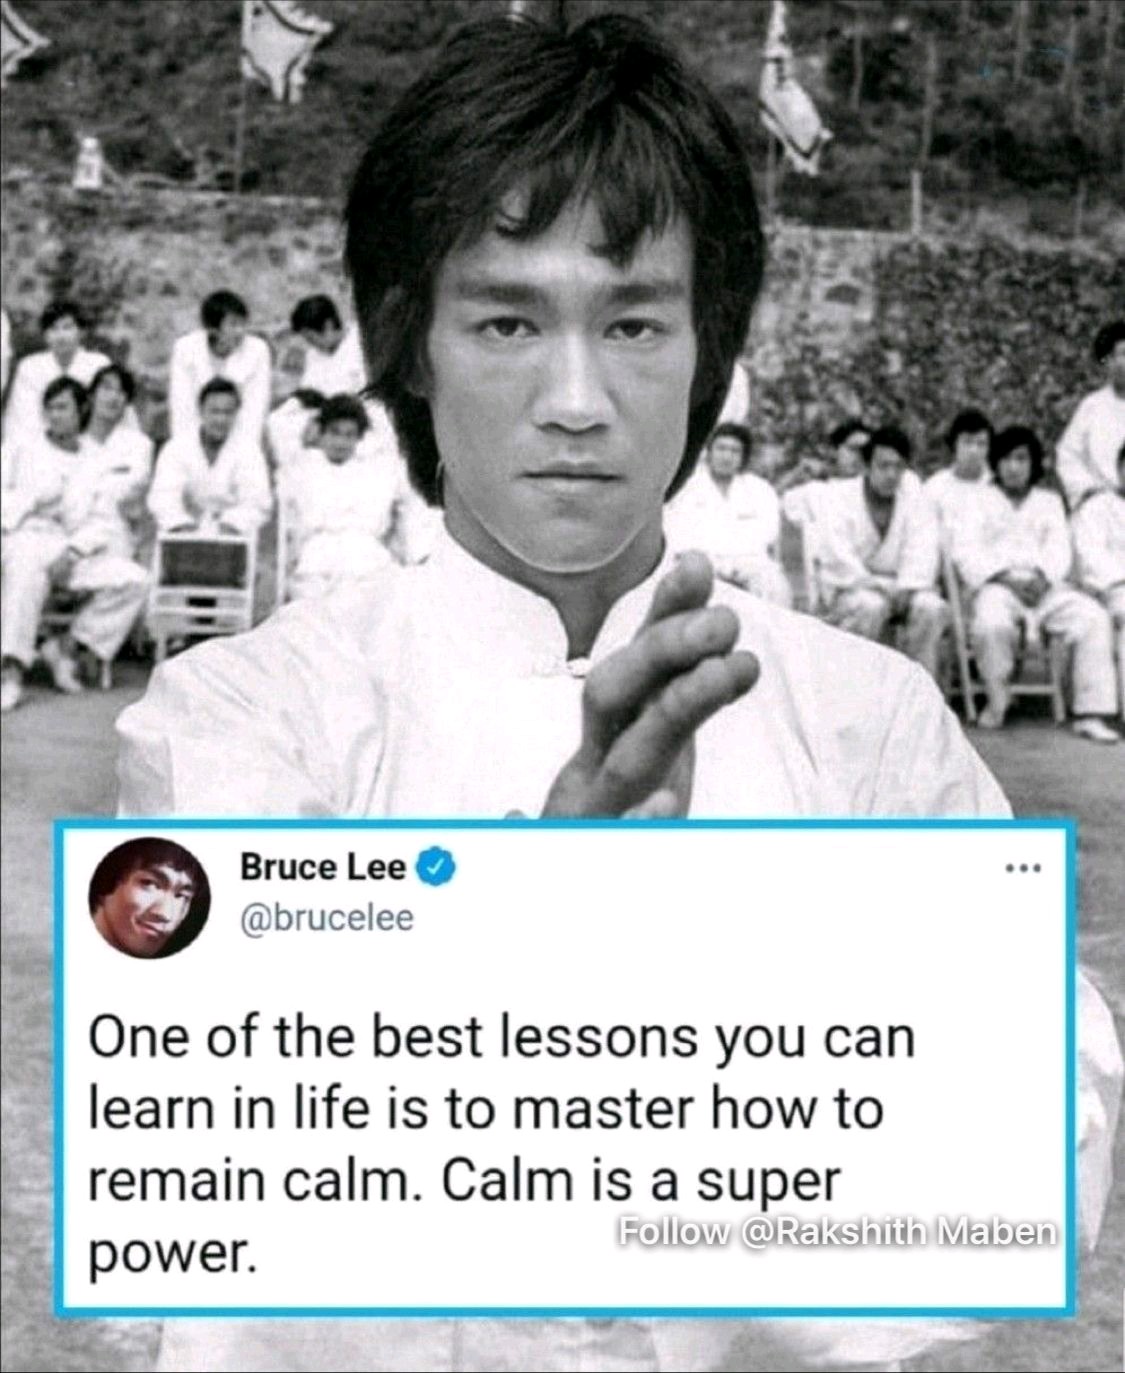 Bruce Lee
@brucelee
One of the best lessons you can
learn in life is to master how to
remain calm. Calm is a super
power.
Follow @Rakshith Maben